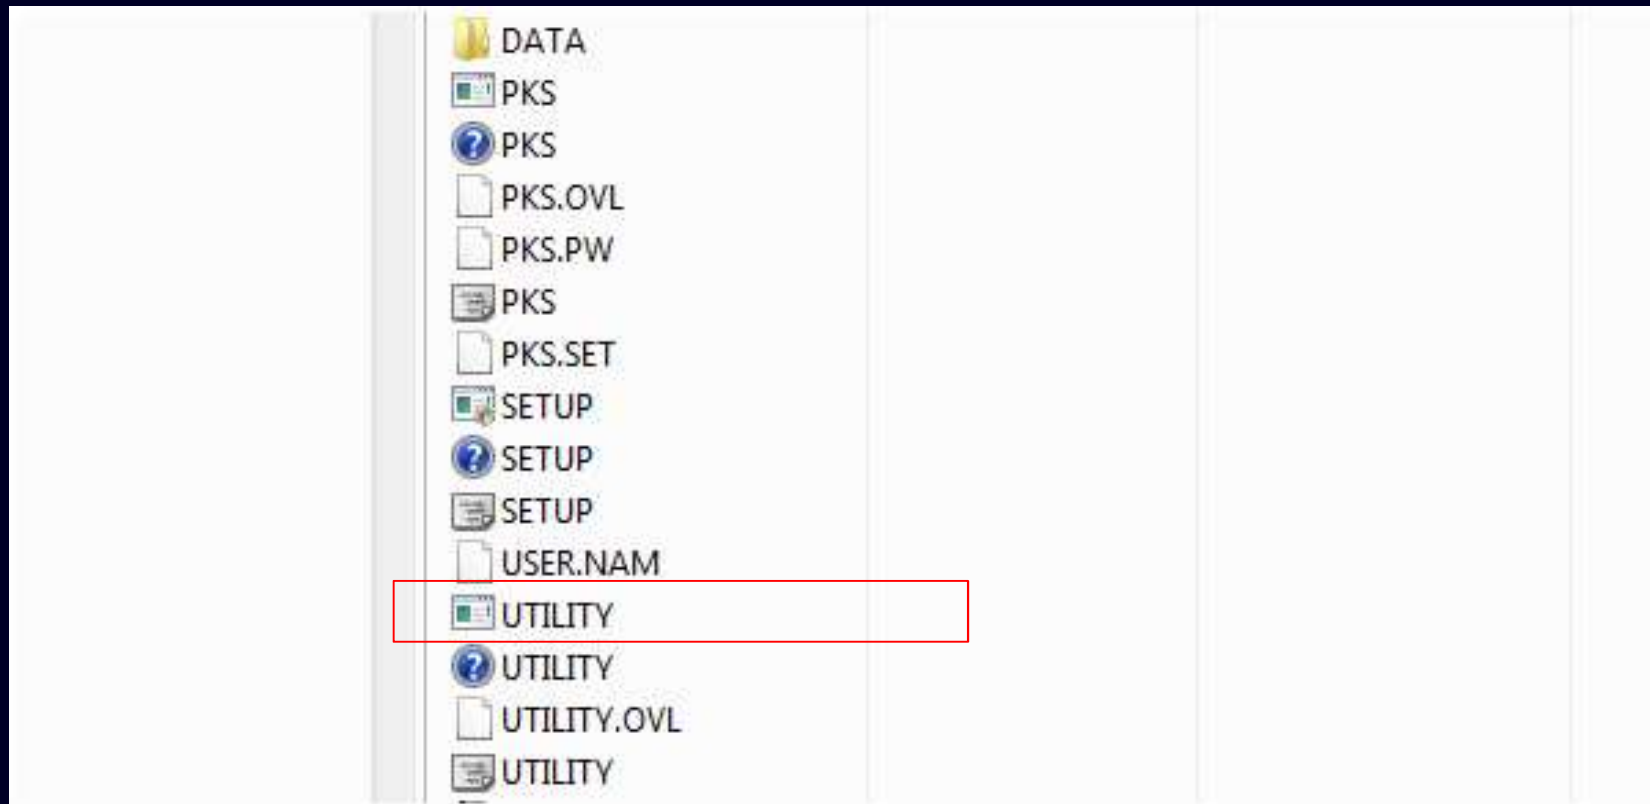 DATA
PKS
PKS
PKS.OVL
PKS.PW
PKS
PKS.SET
SETUP
SETUP
SETUP
USER.NAM
UTILITY
UTILITY
UTILITY.OVL
UTILITY